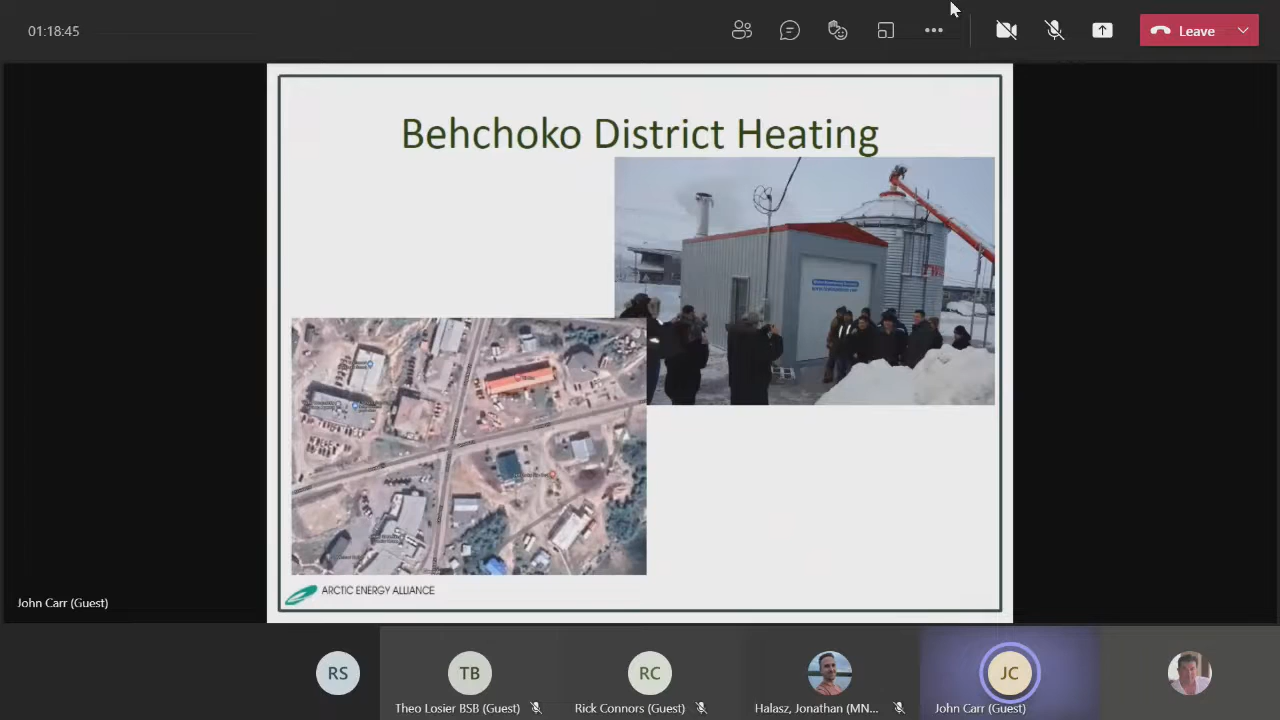 01:18:45
Leave
Behchoko District Heating
ARCTIC ENERGY ALLIANCE
John Carr (Guest)
RS
TB
RC
JC
Theo Losier BSB (Guest)
Rick Connors (Guest)
Halasz, Jonathan (MN...
John Carr (Guest)